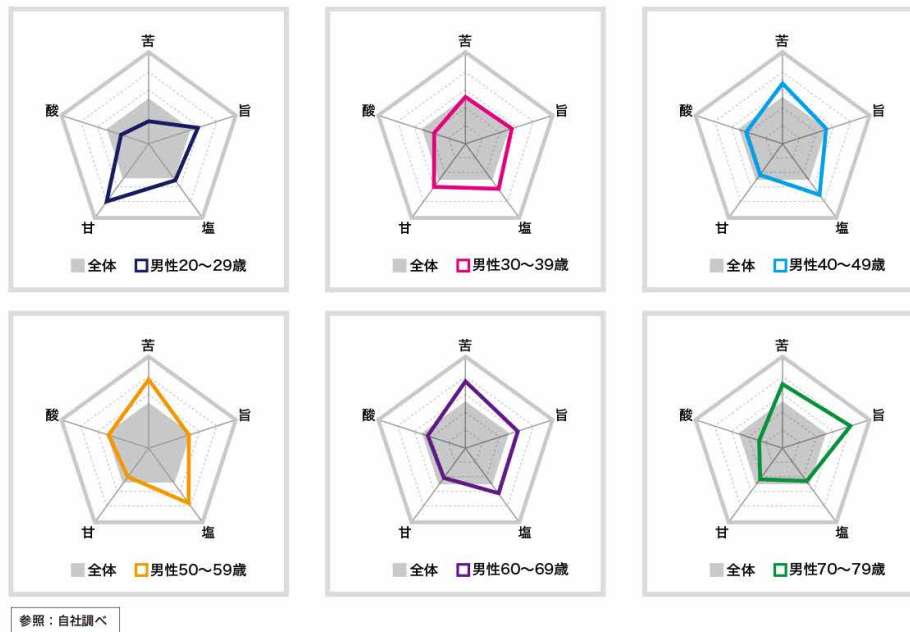 苦
酸
旨
甘
塩
全体 男性20〜29歳
苦
酸
旨
甘
塩
全体 男性30〜39歳
苦
酸
旨
甘
塩
全体 男性40〜49歳
苦
酸
旨
甘
塩
全体 男性50〜59歳
苦
酸
旨
甘
塩
全体 男性60〜69歳
苦
酸
旨
甘
塩
全体 男性70〜79歳
参照：自社調べ